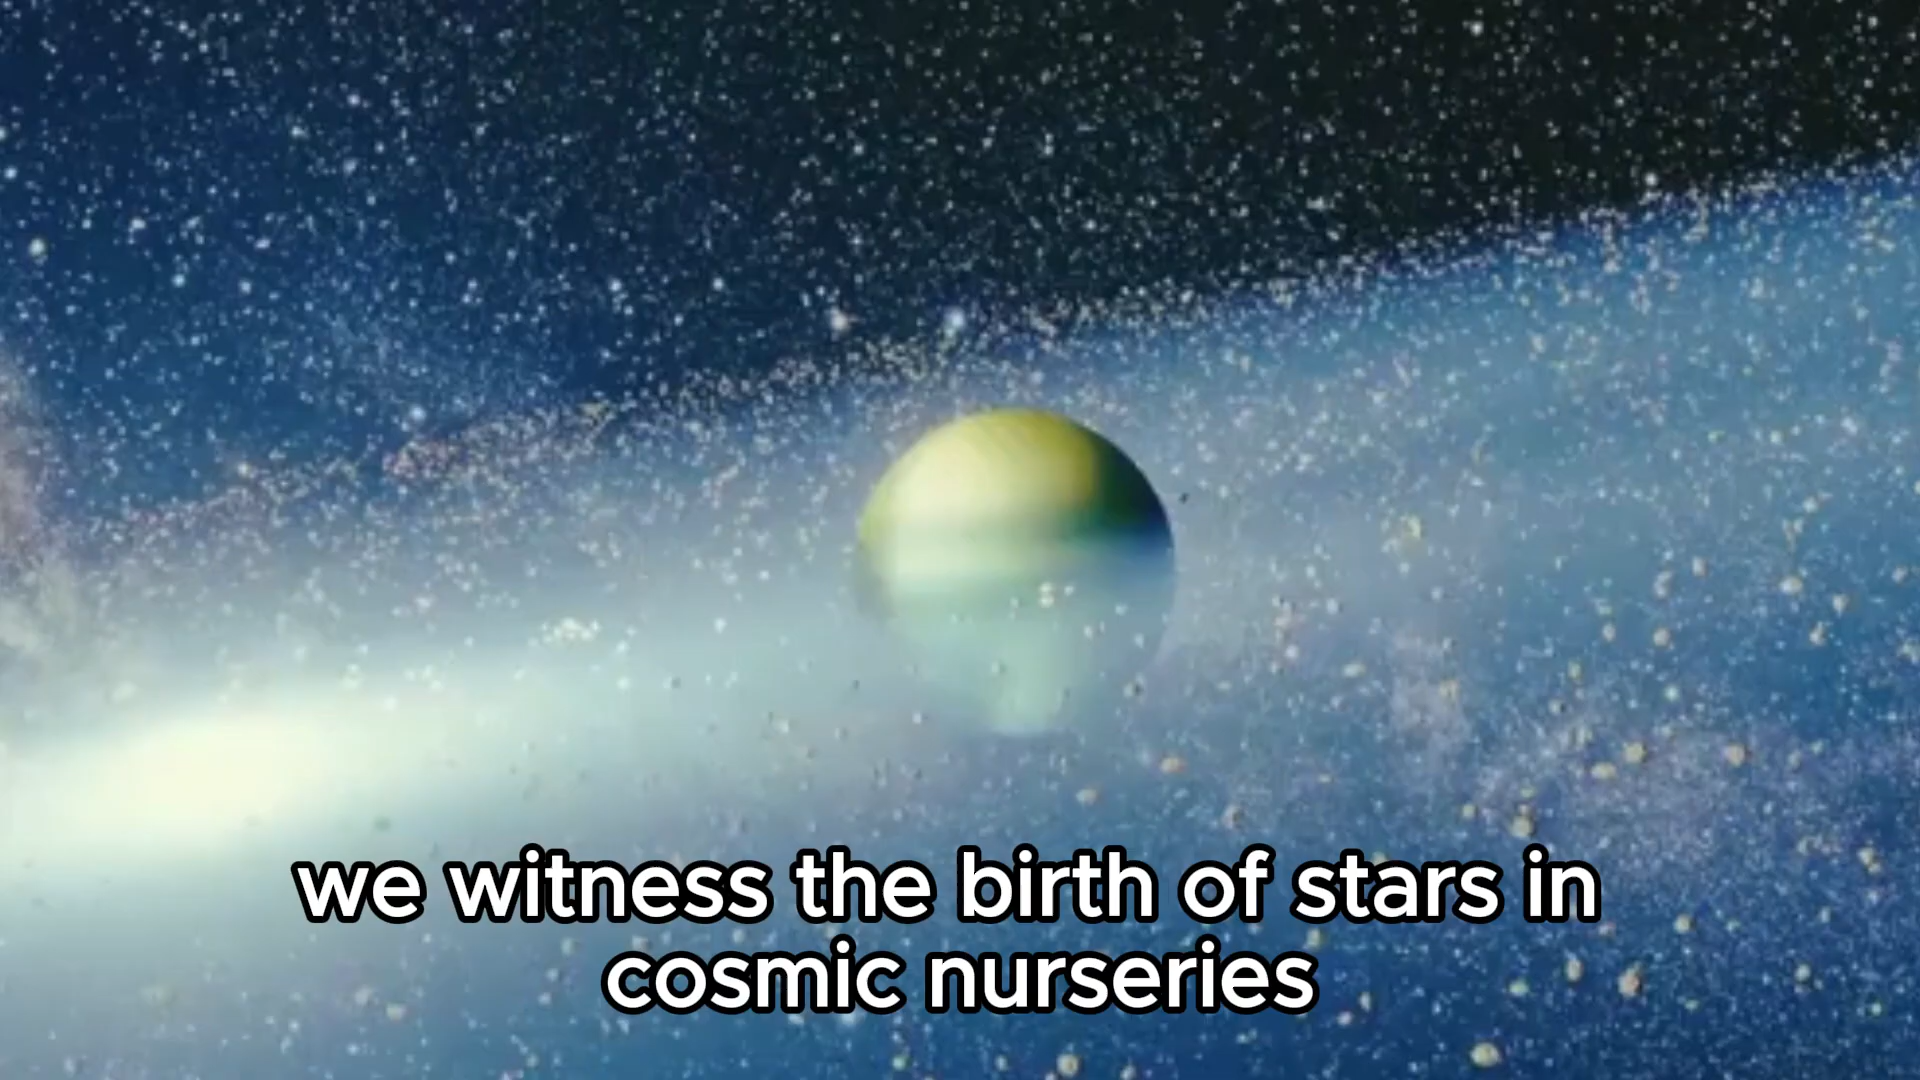 we witness the birth of stars in
cosmic nurseries